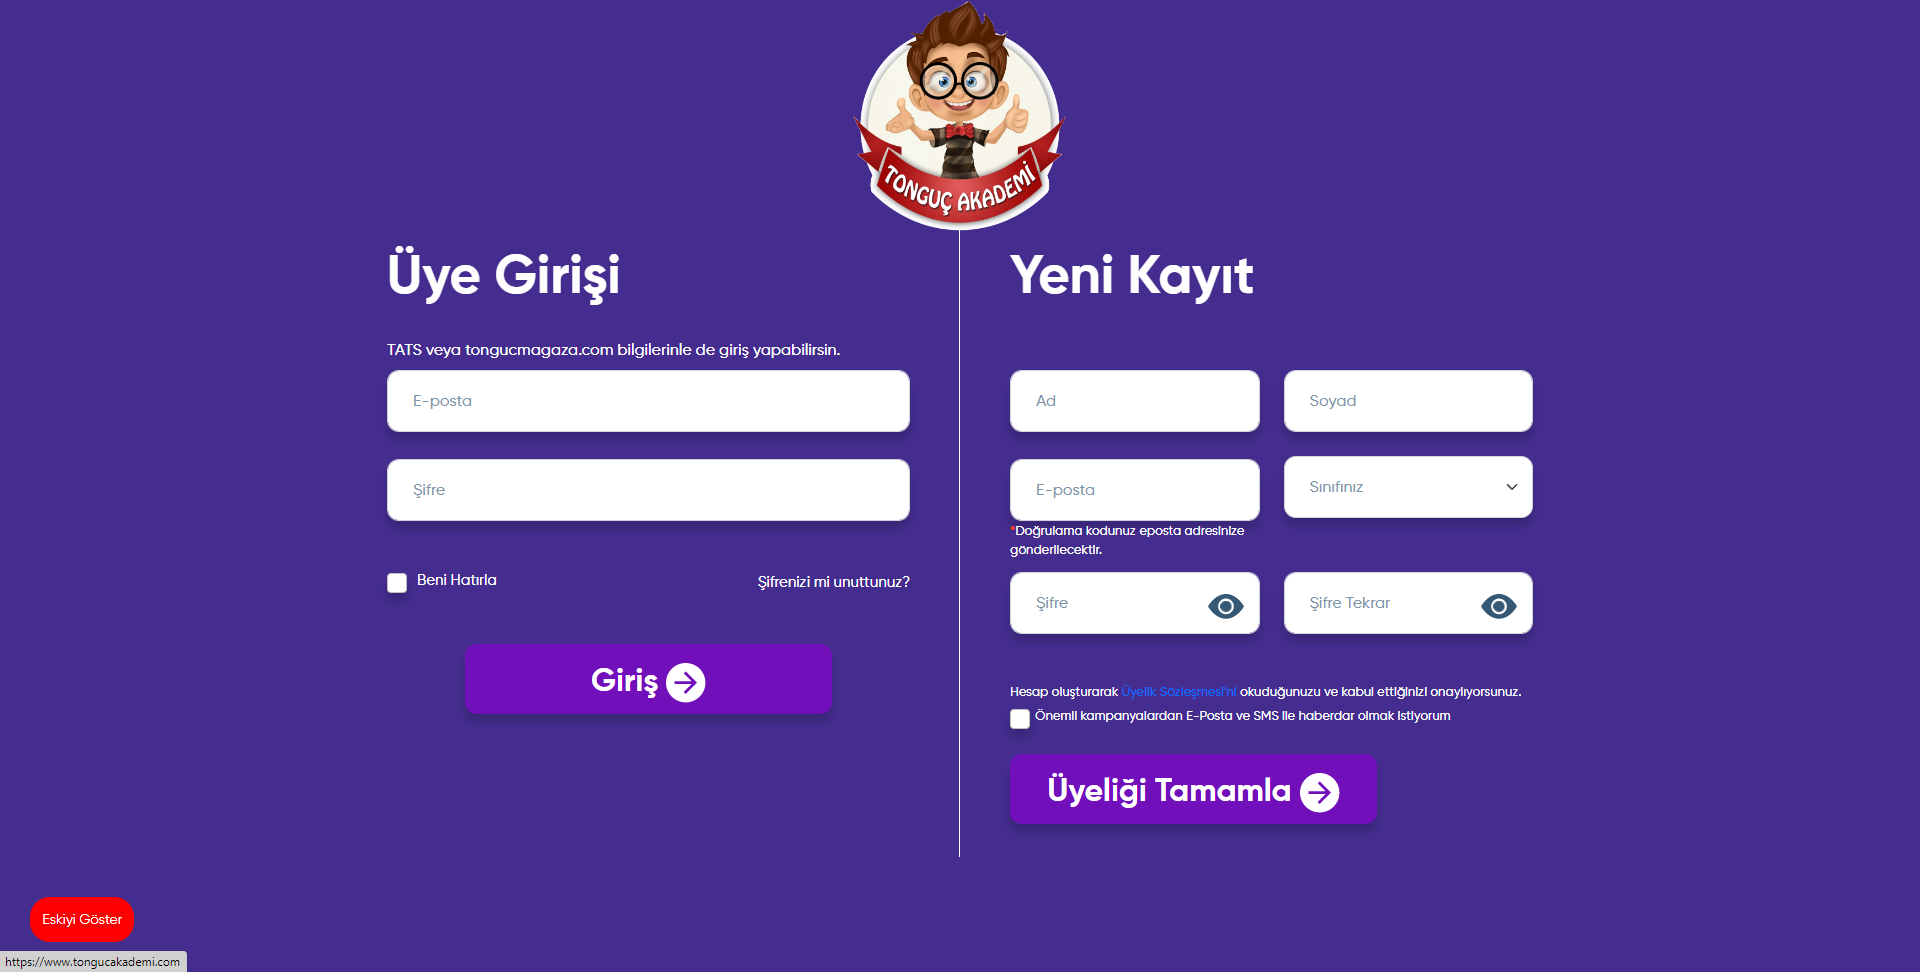 TONGUÇ AKADEMİ
Üye Girişi
TATS veya tongucmagaza.com bilgilerinle de giriş yapabilirsin.
E-posta
Şifre
Beni Hatırla
Şifrenizi mi unuttunuz?
Giriş
Yeni Kayıt
Ad
Soyad
E-posta
Sınıfınız
*Doğrulama kodunuz eposta adresinize
gönderilecektir.
Şifre
Şifre Tekrar
Hesap oluşturarak Üyelik Sözleşmesi'ni okuduğunuzu ve kabul ettiğinizi onaylıyorsunuz.
Önemli kampanyalardan E-Posta ve SMS ile haberdar olmak istiyorum
Üyeliği Tamamla
Eskiyi Göster
https://www.tongucakademi.com